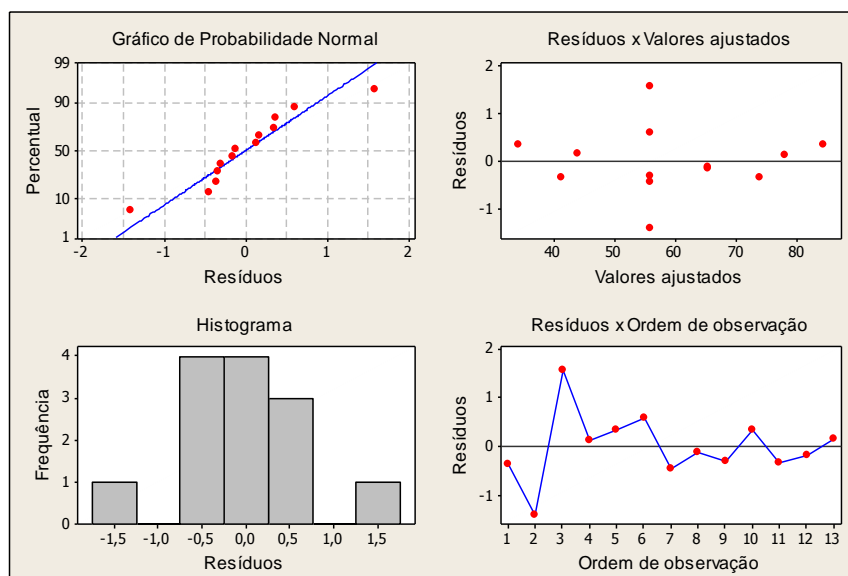 Gráfico de Probabilidade Normal
Percentual
99
90
50
10
1
-2 -1 0 1 2
Resíduos
Resíduos x Valores ajustados
Resíduos
2
1
0
-1
40 50 60 70 80
Valores ajustados
Histograma
Frequência
4
3
2
1
0
-1,5 -1,0 -0,5 0,0 0,5 1,0 1,5
Resíduos
Resíduos x Ordem de observação
Resíduos
2
1
0
-1
1 2 3 4 5 6 7 8 9 10 11 12 13
Ordem de observação